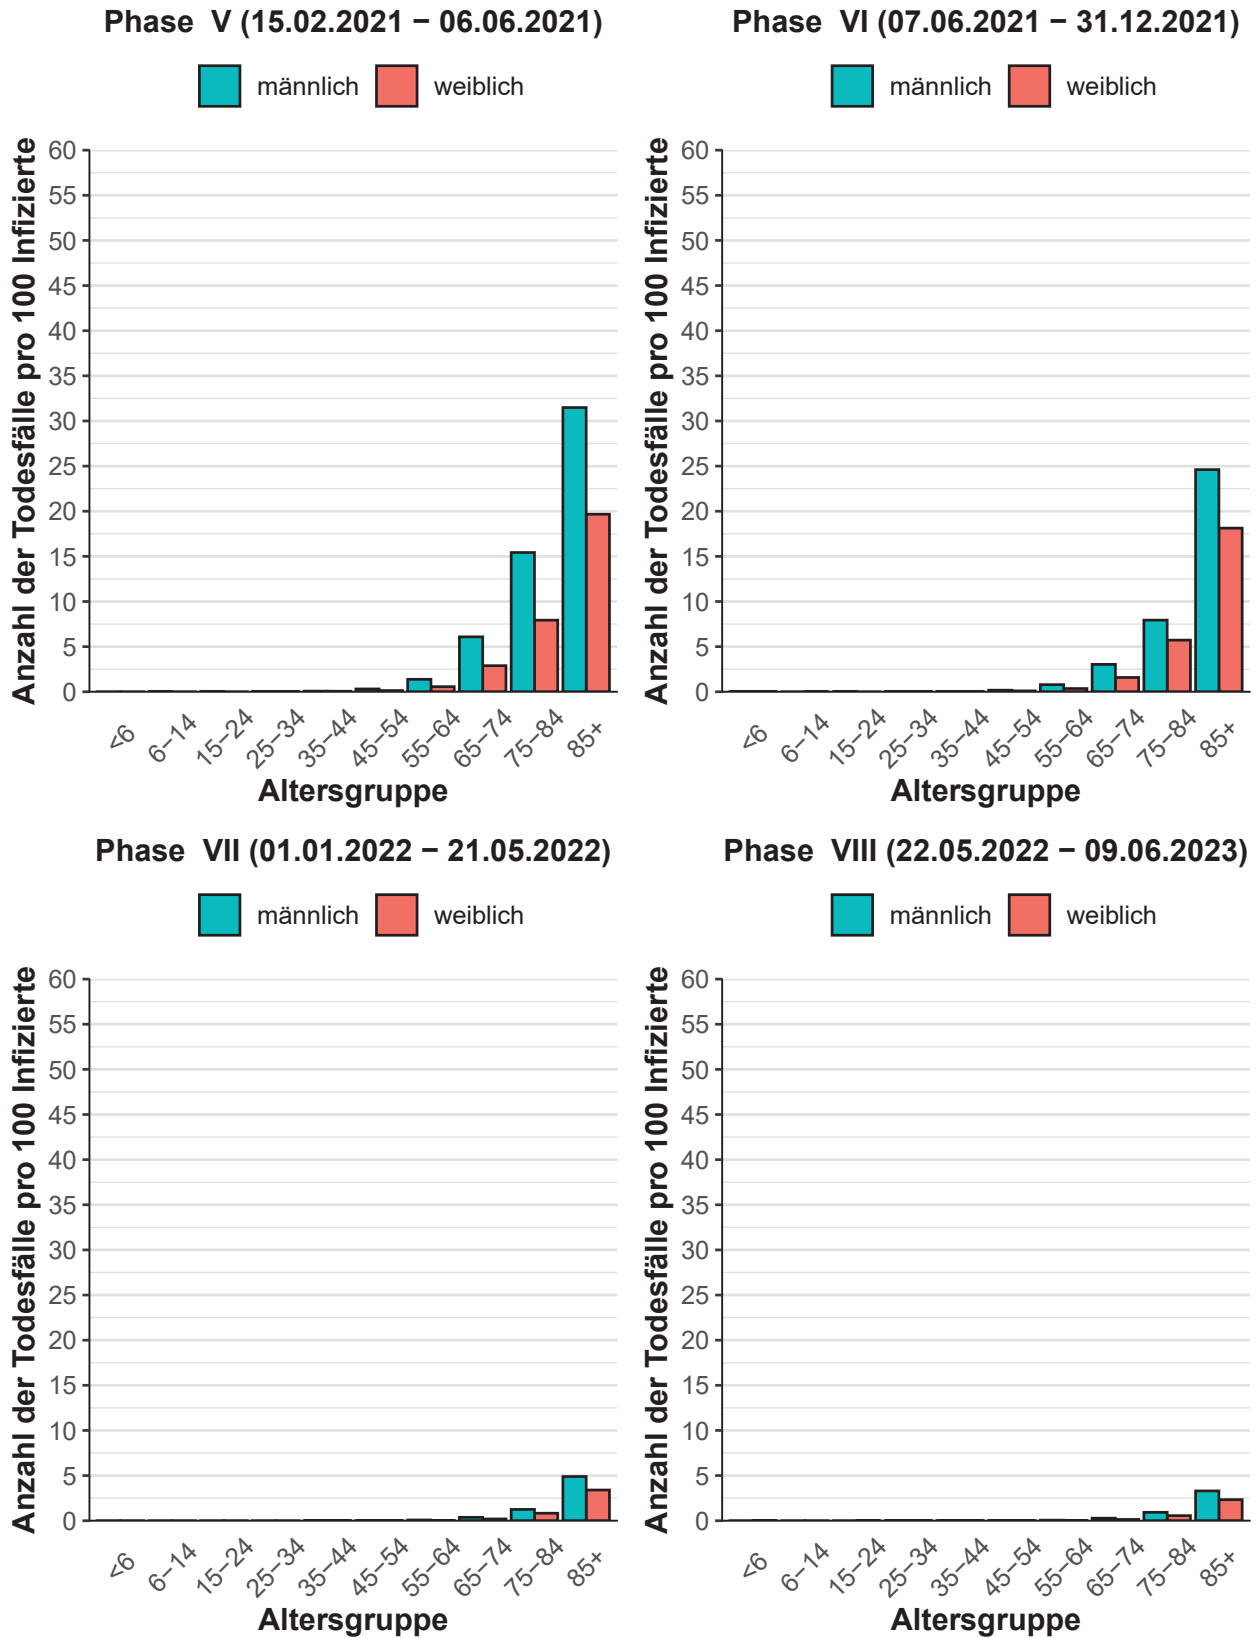 Phase V (15.02.2021 − 06.06.2021)
männlich weiblich
Anzahl der Todesfälle pro 100 Infizierte
60
55
50
45
40
35
30
25
20
15
10
5
0
<6 6−14 15−24 25−34 35−44 45−54 55−64 65−74 75−84 85+
Altersgruppe
Phase VI (07.06.2021 − 31.12.2021)
männlich weiblich
Anzahl der Todesfälle pro 100 Infizierte
60
55
50
45
40
35
30
25
20
15
10
5
0
<6 6−14 15−24 25−34 35−44 45−54 55−64 65−74 75−84 85+
Altersgruppe
Phase VII (01.01.2022 − 21.05.2022)
männlich weiblich
Anzahl der Todesfälle pro 100 Infizierte
60
55
50
45
40
35
30
25
20
15
10
5
0
<6 6−14 15−24 25−34 35−44 45−54 55−64 65−74 75−84 85+
Altersgruppe
Phase VIII (22.05.2022 − 09.06.2023)
männlich weiblich
Anzahl der Todesfälle pro 100 Infizierte
60
55
50
45
40
35
30
25
20
15
10
5
0
<6 6−14 15−24 25−34 35−44 45−54 55−64 65−74 75−84 85+
Altersgruppe